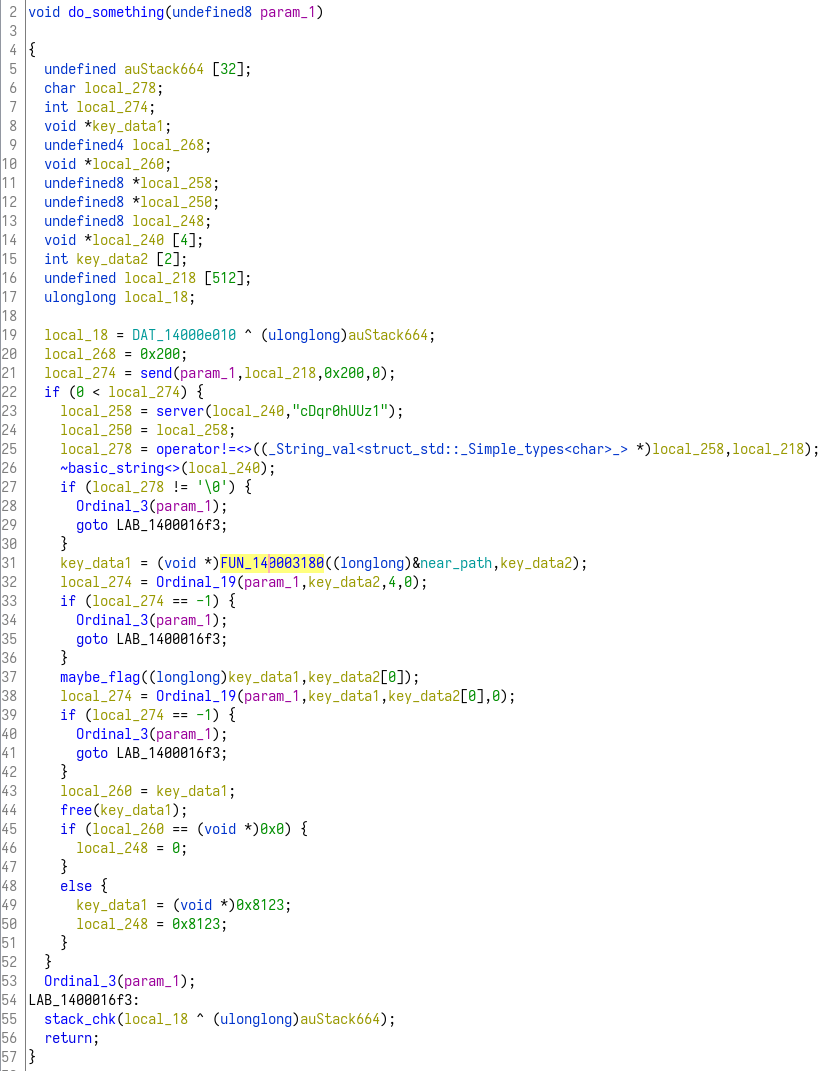 2 void do_something(undefined8 param_1)
3
4 {
5 undefined auStack664 [32];
6 char local_278;
7 int local_274;
8 void *key_data1;
9 undefined4 local_268;
10 void *local_260;
11 undefined8 *local_258;
12 undefined8 *local_250;
13 undefined8 local_248;
14 void *local_240 [4];
15 int key_data2 [2];
16 undefined local_218 [512];
17 ulonglong local_18;
18
19 local_18 = DAT_14000e010 ^ (ulonglong)auStack664;
20 local_268 = 0x200;
21 local_274 = send(param_1,local_218,0x200,0);
22 if (0 < local_274) {
23 local_258 = server(local_240,"cDqr0hUUz1");
24 local_250 = local_258;
25 local_278 = operator!=<>((_String_val<struct_std::_Simple_types<char>_> *)local_258,local_218);
26 ~basic_string<>(local_240);
27 if (local_278 != '\0') {
28 Ordinal_3(param_1);
29 goto LAB_1400016f3;
30 }
31 key_data1 = (void *)FUN_140003180((longlong)&near_path,key_data2);
32 local_274 = Ordinal_19(param_1,key_data2,4,0);
33 if (local_274 == -1) {
34 Ordinal_3(param_1);
35 goto LAB_1400016f3;
36 }
37 maybe_flag((longlong)key_data1,key_data2[0]);
38 local_274 = Ordinal_19(param_1,key_data1,key_data2[0],0);
39 if (local_274 == -1) {
40 Ordinal_3(param_1);
41 goto LAB_1400016f3;
42 }
43 local_260 = key_data1;
44 free(key_data1);
45 if (local_260 == (void *)0x0) {
46 local_248 = 0;
47 }
48 else {
49 key_data1 = (void *)0x8123;
50 local_248 = 0x8123;
51 }
52 }
53 Ordinal_3(param_1);
54 LAB_1400016f3:
55 stack_chk(local_18 ^ (ulonglong)auStack664);
56 return;
57 }